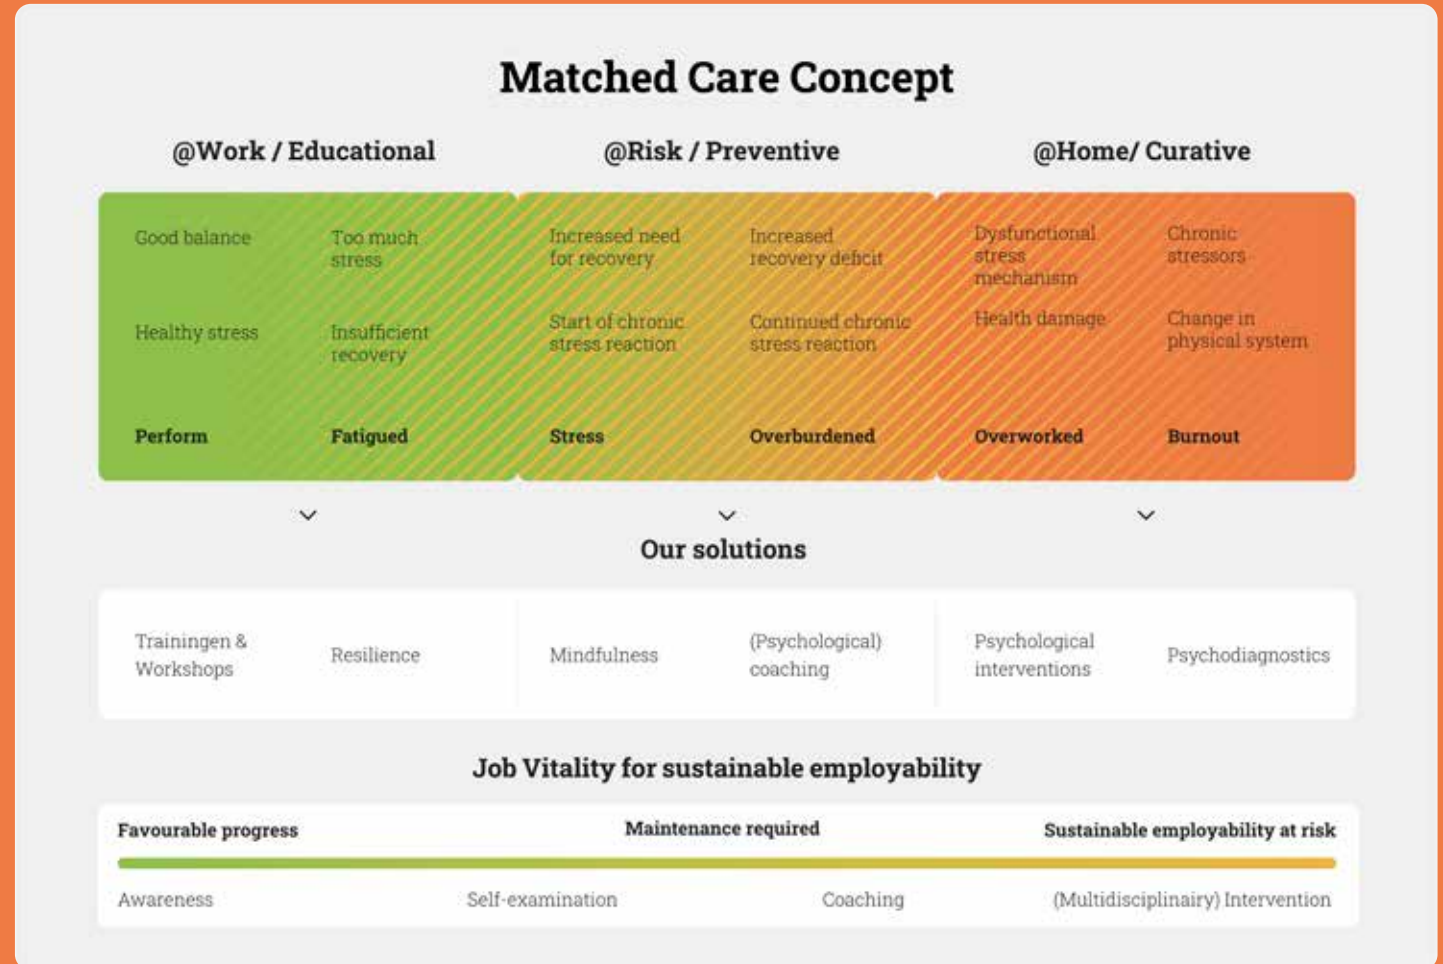 Matched Care Concept
@Work / Educational
@Risk / Preventive
@Home/ Curative
Good balance
Too much
stress
Increased need
for recovery
Increased
recovery deficit
Dysfunctional
stress
mechanism
Chronic
stressors
Healthy stress
Insufficient
recovery
Start of chronic
stress reaction
Continued chronic
stress reaction
Health damage
Change in
physical system
Perform
Fatigued
Stress
Overburdened
Overworked
Burnout
Our solutions
Trainingen &
Workshops
Resilience
Mindfulness
(Psychological)
coaching
Psychological
interventions
Psychodiagnostics
Job Vitality for sustainable employability
Favourable progress
Maintenance required
Sustainable employability at risk
Awareness
Self-examination
Coaching
(Multidisciplinairy) Intervention